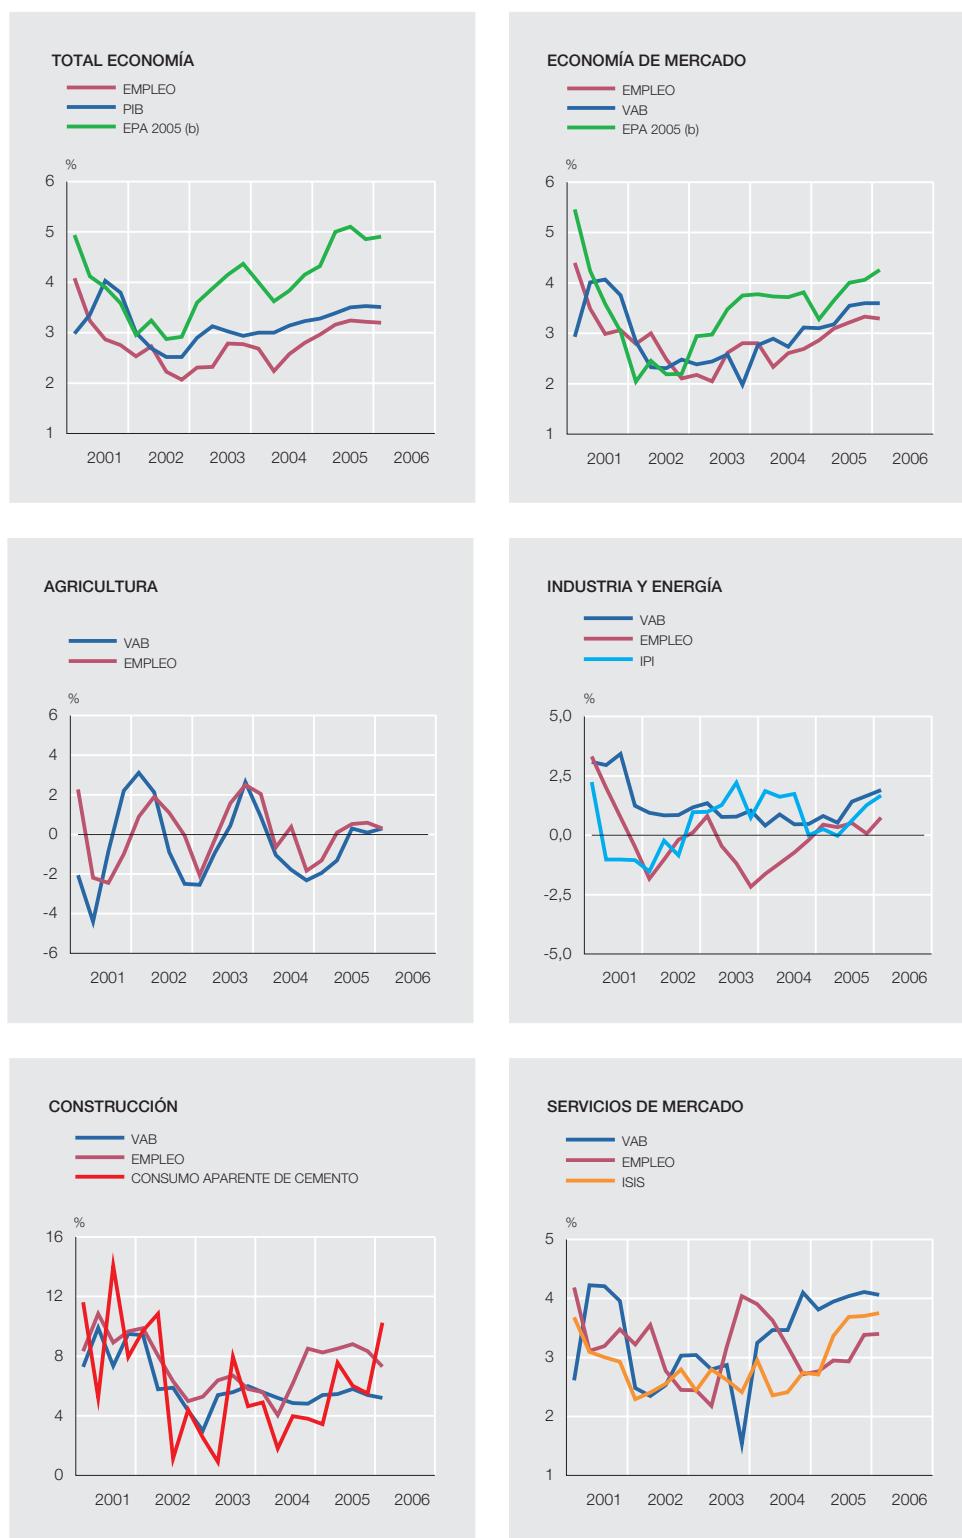 TOTAL ECONOMÍA
EMPLEO
PIB
EPA 2005 (b)
%
6
5
4
3
2
1
2001 2002 2003 2004 2005 2006
ECONOMÍA DE MERCADO
EMPLEO
VAB
EPA 2005 (b)
%
6
5
4
3
2
1
2001 2002 2003 2004 2005 2006
AGRICULTURA
VAB
EMPLEO
%
6
4
2
0
-2
-4
-6
2001 2002 2003 2004 2005 2006
INDUSTRIA Y ENERGÍA
VAB
EMPLEO
IPI
%
5,0
2,5
0,0
-2,5
-5,0
2001 2002 2003 2004 2005 2006
CONSTRUCCIÓN
VAB
EMPLEO
CONSUMO APARENTE DE CEMENTO
%
16
12
8
4
0
2001 2002 2003 2004 2005 2006
SERVICIOS DE MERCADO
VAB
EMPLEO
ISIS
%
5
4
3
2
1
2001 2002 2003 2004 2005 2006